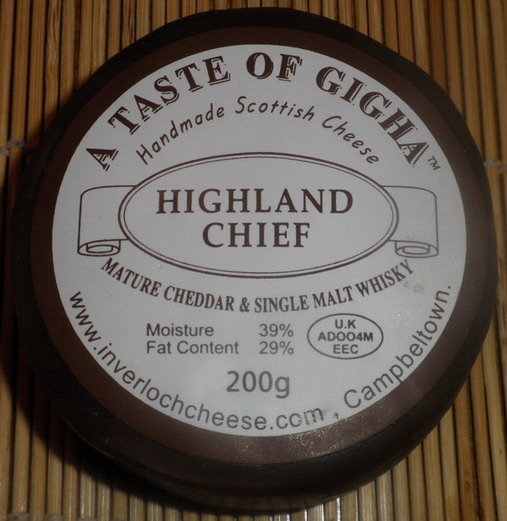 A TASTE OF GIGHA™
Handmade Scottish Cheese
HIGHLAND
CHIEF
MATURE CHEDDAR & SINGLE MALT WHISKY
Moisture 39%
Fat Content 29%
U.K
ADOO4M
EEC
200g
www.inverlochcheese.com , Campbeltown.